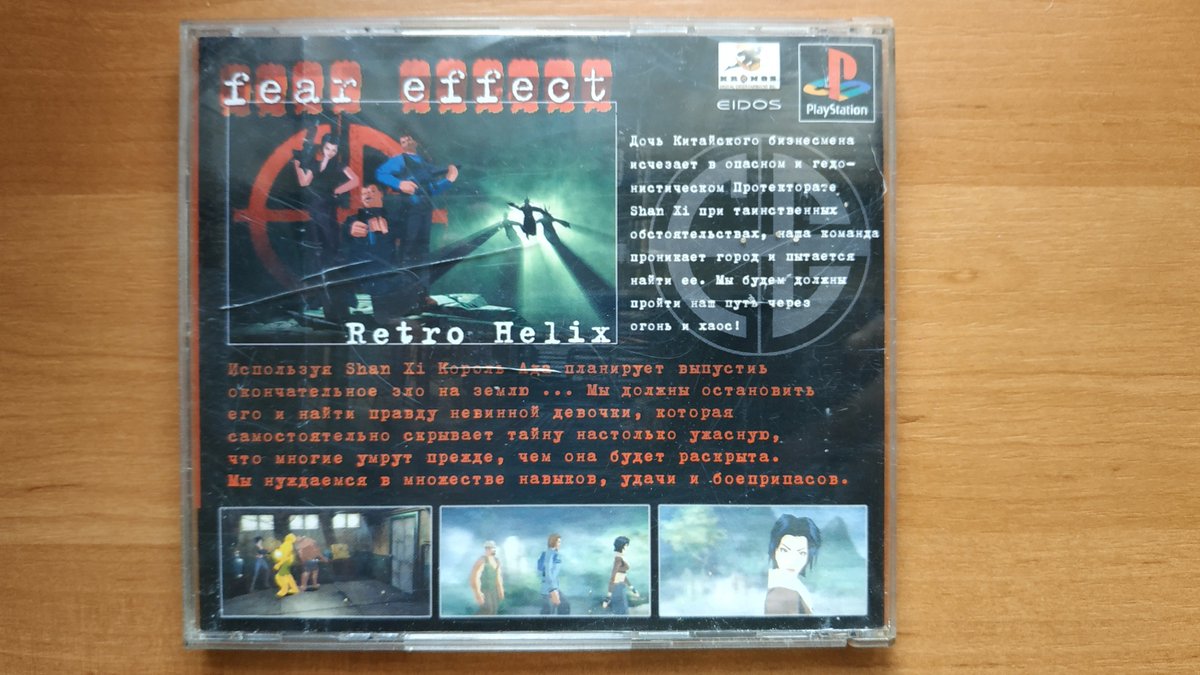 fear effect
KRONOS
EIDOS
PlayStation
Дочь Китайского бизнесмена
исчезает в опасном и гедо-
нистическом Протекторате
Shan Xi при таинственных
обстоятельствах, наша команда
проникает город и пытается
найти ее. Мы будем должны
пройти наш путь через
огонь и хаос!
Retro Helix
Используя Shan Xi Король Ада планирует выпустиь
окончательное зло на землю ... Мы должны остановить
его и найти правду невинной девочки, которая
самостоятельно скрывает тайну настолько ужасную,
что многие умрут прежде, чем она будет раскрыта.
Мы нуждаемся в множестве навыков, удачи и боеприпасов.